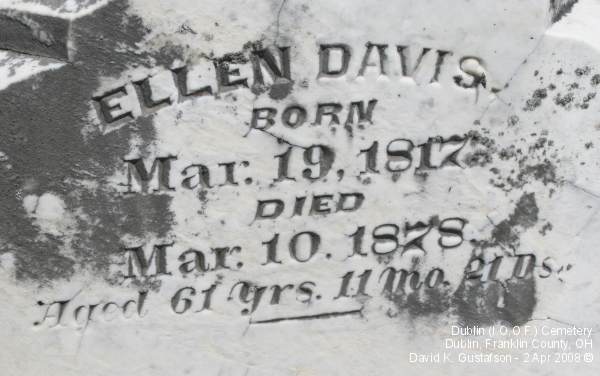 ELLEN DAVIS.
BORN
Mar. 19, 1817
DIED
Mar. 10. 1878.
Aged 61 Yrs. 11 Mo. 21 Ds.
Dublin (I.O.O.F.) Cemetery
Dublin, Franklin County, OH
David K. Gustafson - 2 Apr 2008 ©